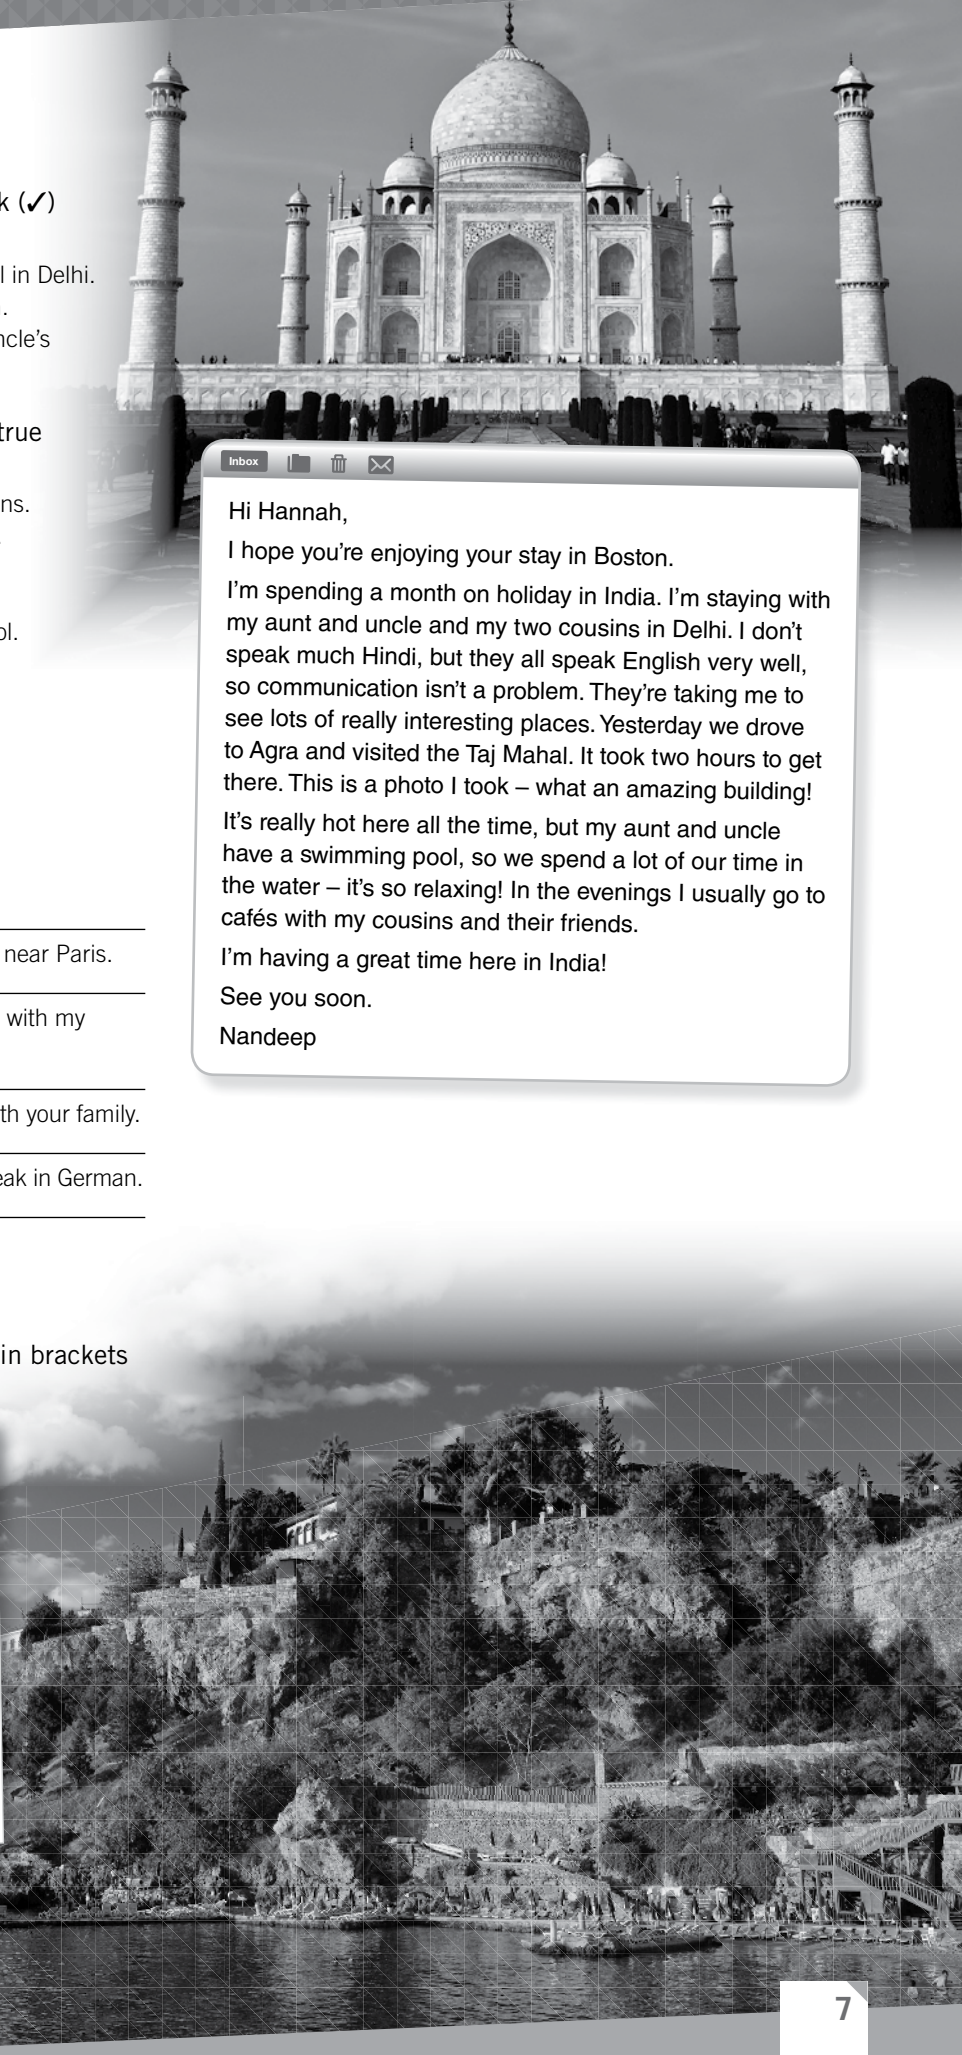 k (✓)
l in Delhi.
.
ncle's
true
ns.
.
ol.
near Paris.
with my
th your family.
eak in German.
in brackets
Inbox
Hi Hannah,
I hope you're enjoying your stay in Boston.
I'm spending a month on holiday in India. I'm staying with
my aunt and uncle and my two cousins in Delhi. I don't
speak much Hindi, but they all speak English very well,
so communication isn't a problem. They're taking me to
see lots of really interesting places. Yesterday we drove
to Agra and visited the Taj Mahal. It took two hours to get
there. This is a photo I took – what an amazing building!
It's really hot here all the time, but my aunt and uncle
have a swimming pool, so we spend a lot of our time in
the water – it's so relaxing! In the evenings I usually go to
cafés with my cousins and their friends.
I'm having a great time here in India!
See you soon.
Nandeep
7